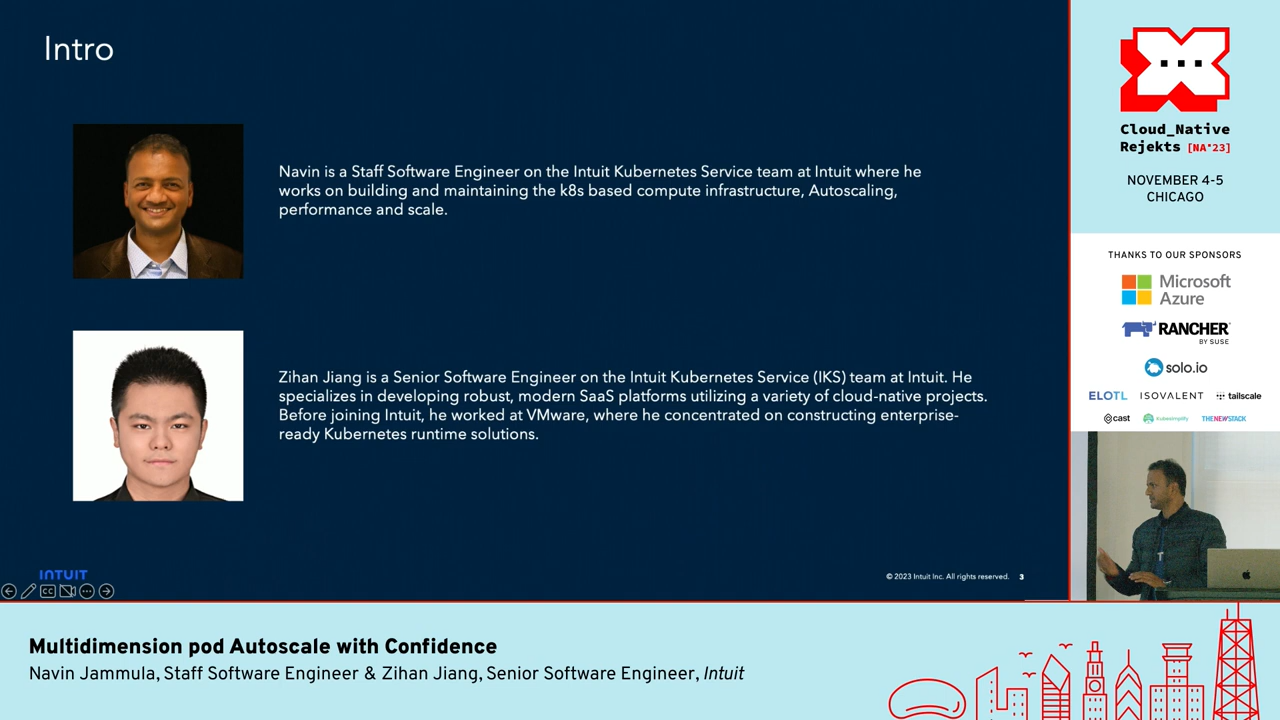 Intro
Navin is a Staff Software Engineer on the Intuit Kubernetes Service team at Intuit where he
works on building and maintaining the k8s based compute infrastructure, Autoscaling,
performance and scale.
Zihan Jiang is a Senior Software Engineer on the Intuit Kubernetes Service (IKS) team at Intuit. He
specializes in developing robust, modern SaaS platforms utilizing a variety of cloud-native projects.
Before joining Intuit, he worked at VMware, where he concentrated on constructing enterprise-
ready Kubernetes runtime solutions.
INTUIT
CC
© 2023 Intuit Inc. All rights reserved. 3
Cloud_Native
Rejekts [NA'23]
NOVEMBER 4-5
CHICAGO
THANKS TO OUR SPONSORS
Microsoft
Azure
RANCHER
BY SUSE
solo.io
ELOTL ISOVALENT tailscale
cast Kubesimplify THENEWSTACK
Multidimension pod Autoscale with Confidence
Navin Jammula, Staff Software Engineer & Zihan Jiang, Senior Software Engineer, Intuit